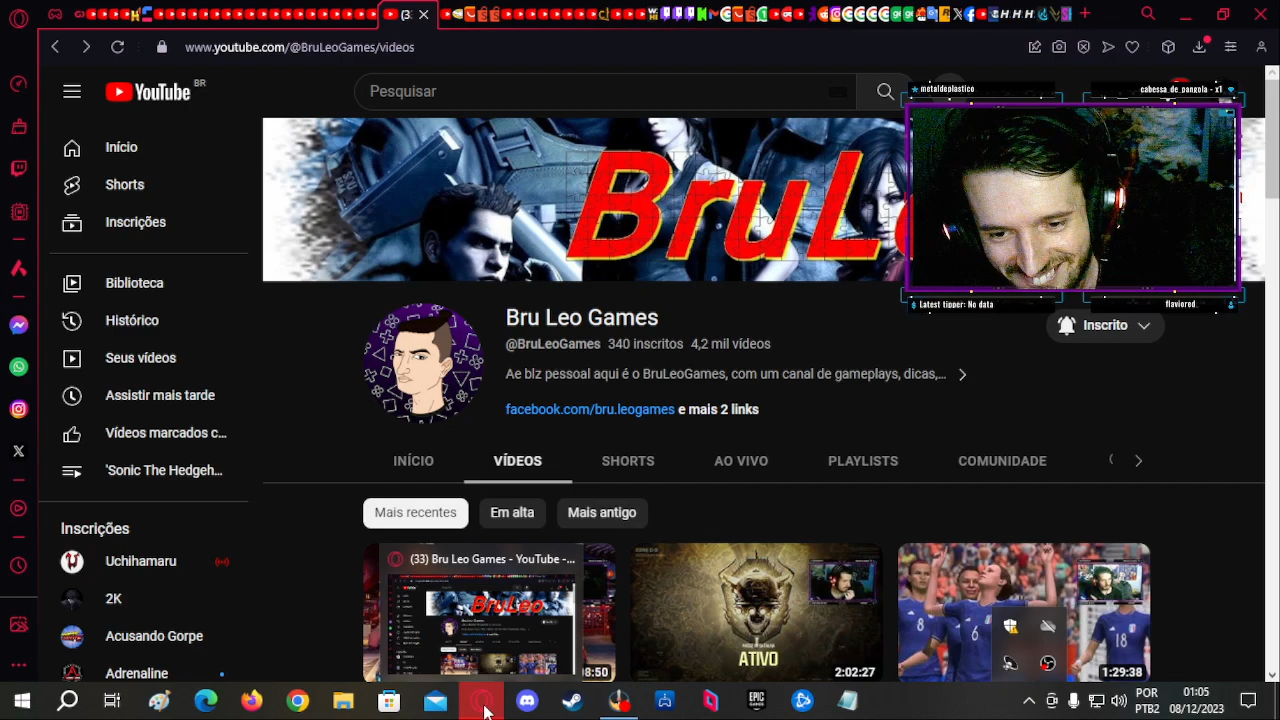 www.youtube.com/@BruLeoGames/videos
YouTube BR
Pesquisar
metaldeplastico
cabessa_de_pangola - x1
Início
Shorts
Inscrições
BruLe
Biblioteca
Histórico
Seus vídeos
Assistir mais tarde
Vídeos marcados c...
'Sonic The Hedgeh...
Latest tipper: No data
flaviored_
Bru Leo Games
@BruLeoGames 340 inscritos 4,2 mil vídeos
Inscrito
Ae blz pessoal aqui é o BruLeoGames, com um canal de gameplays, dicas,...
facebook.com/bru.leogames e mais 2 links
INÍCIO
VÍDEOS
SHORTS
AO VIVO
PLAYLISTS
COMUNIDADE
Mais recentes
Em alta
Mais antigo
Inscrições
Uchihamaru
2K
Acusando Gorpe
Adrenaline
(33) Bru Leo Games - YouTube -...
BruLeo
8:50
ATIVO
2:02:27
1:29:38
POR
01:05
08/12/2023